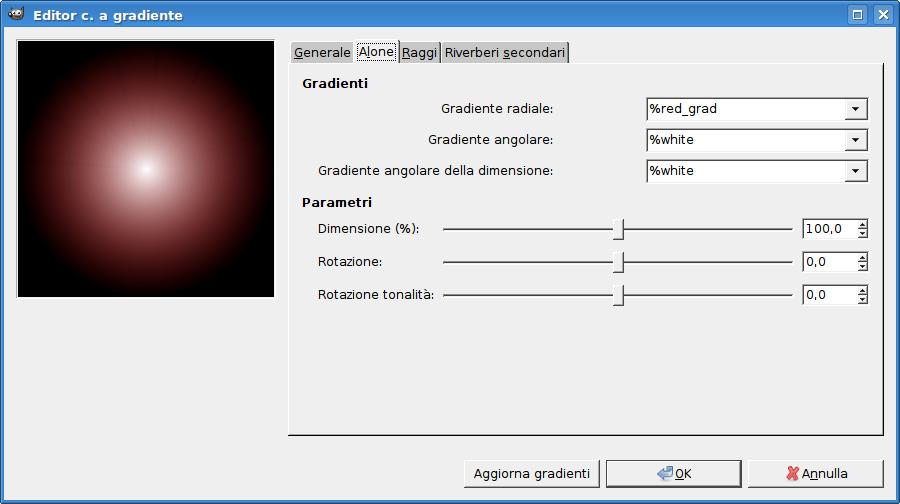 Editor c. a gradiente
Generale Alone Raggi Riverberi secondari
Gradienti
Gradiente radiale: %red_grad
Gradiente angolare: %white
Gradiente angolare della dimensione: %white
Parametri
Dimensione (%): 100,0
Rotazione: 0,0
Rotazione tonalità: 0,0
Aggiorna gradienti OK Annulla